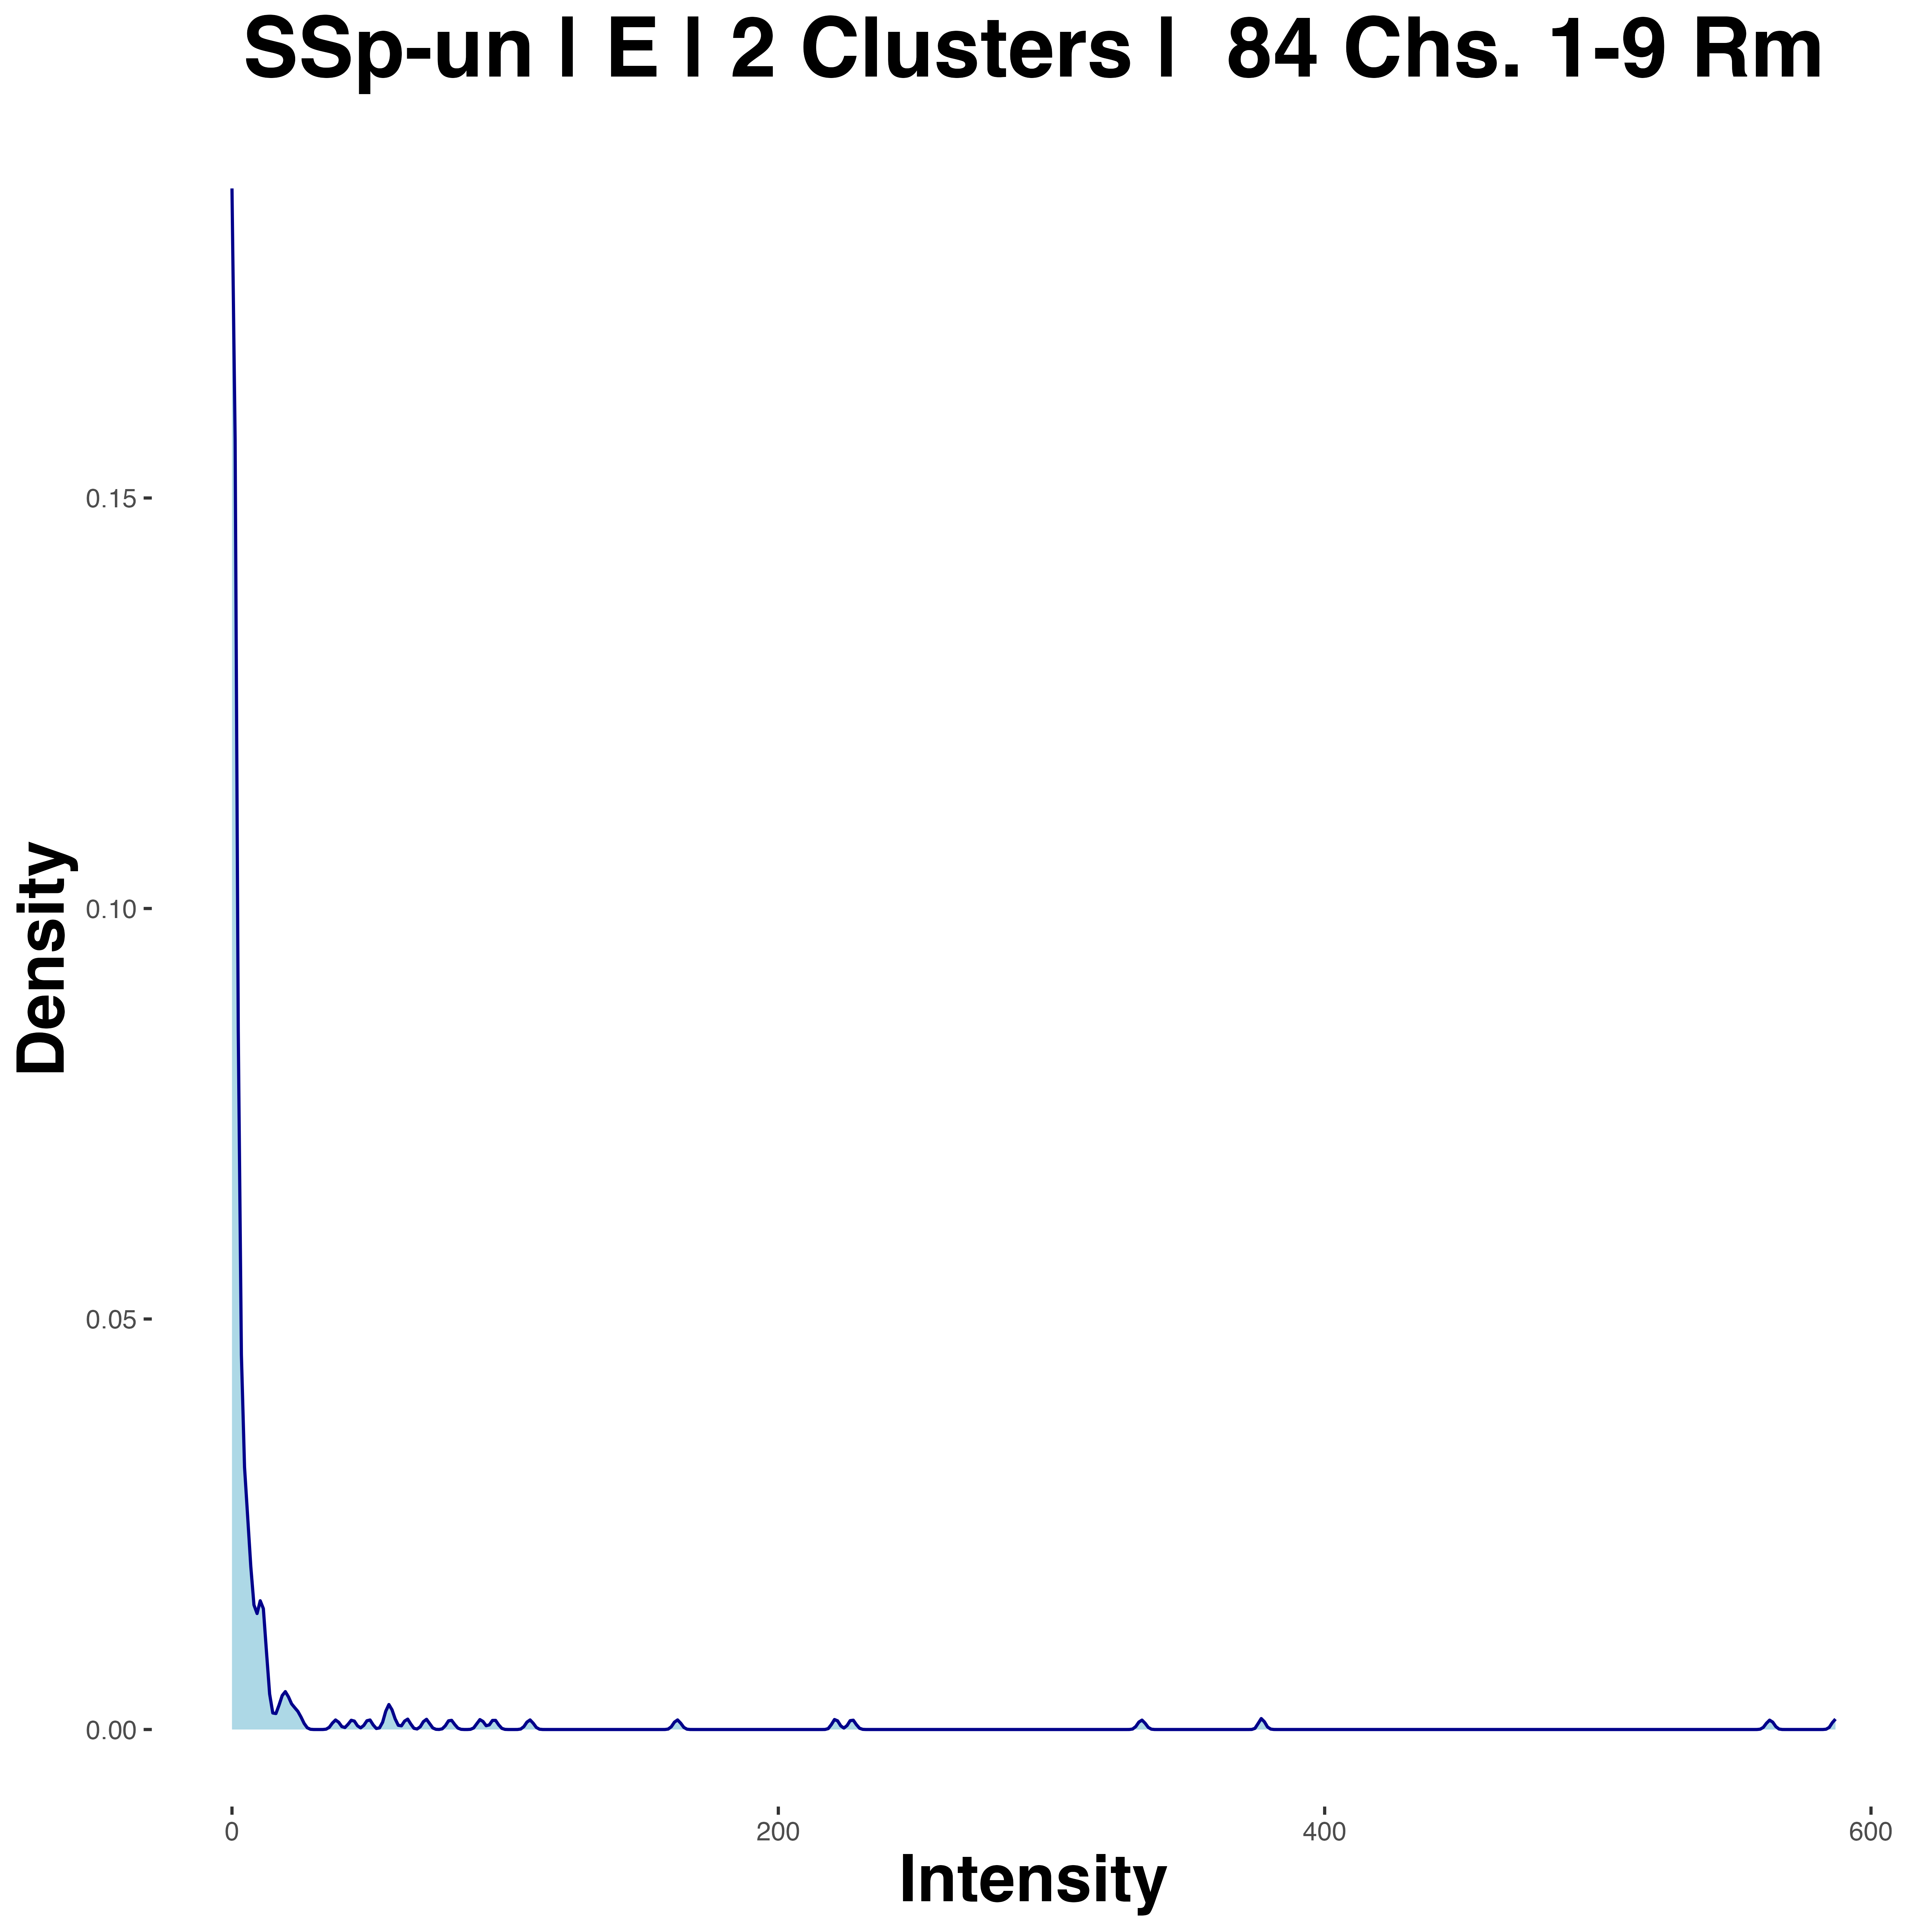 SSp-un | E | 2 Clusters |  84 Chs. 1-9 Rm
Density
0.15
0.10
0.05
0.00
0
200
400
600
Intensity